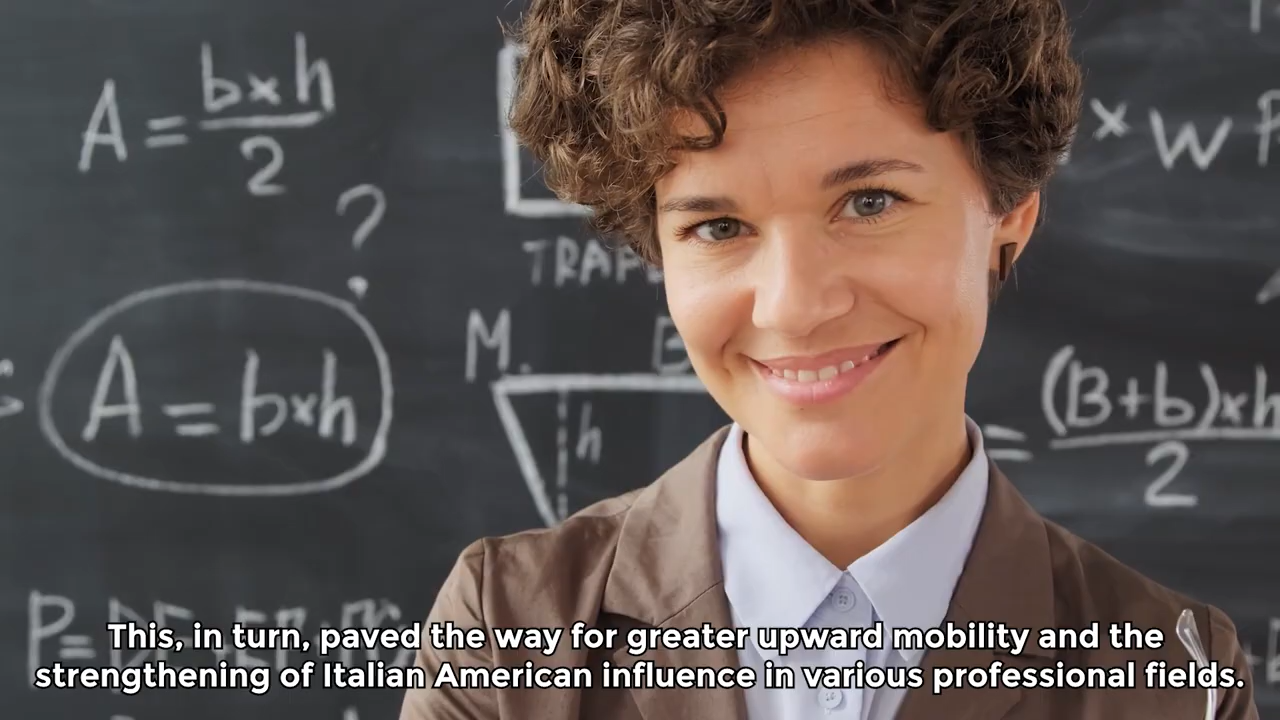 A = b×h
2
?
A = b×h
TRAP
M. B
h
× W P
= (B+b)×h
2
P=
This, in turn, paved the way for greater upward mobility and the
strengthening of Italian American influence in various professional fields.